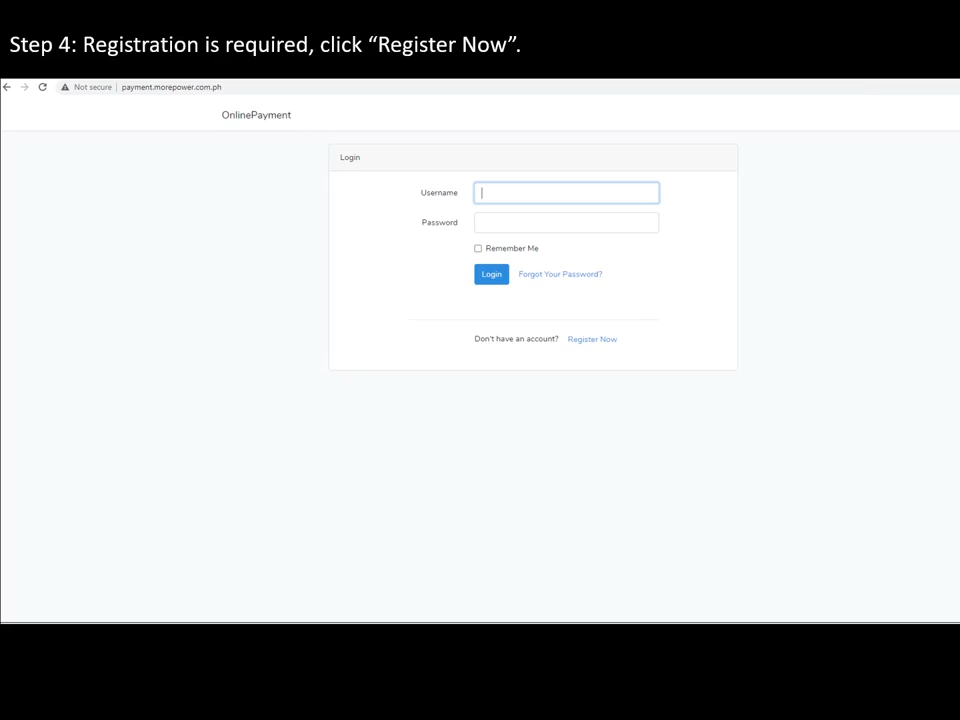 Step 4: Registration is required, click “Register Now”.
Not secure | payment.morepower.com.ph
OnlinePayment
Login
Username
Password
Remember Me
Login Forgot Your Password?
Don't have an account? Register Now